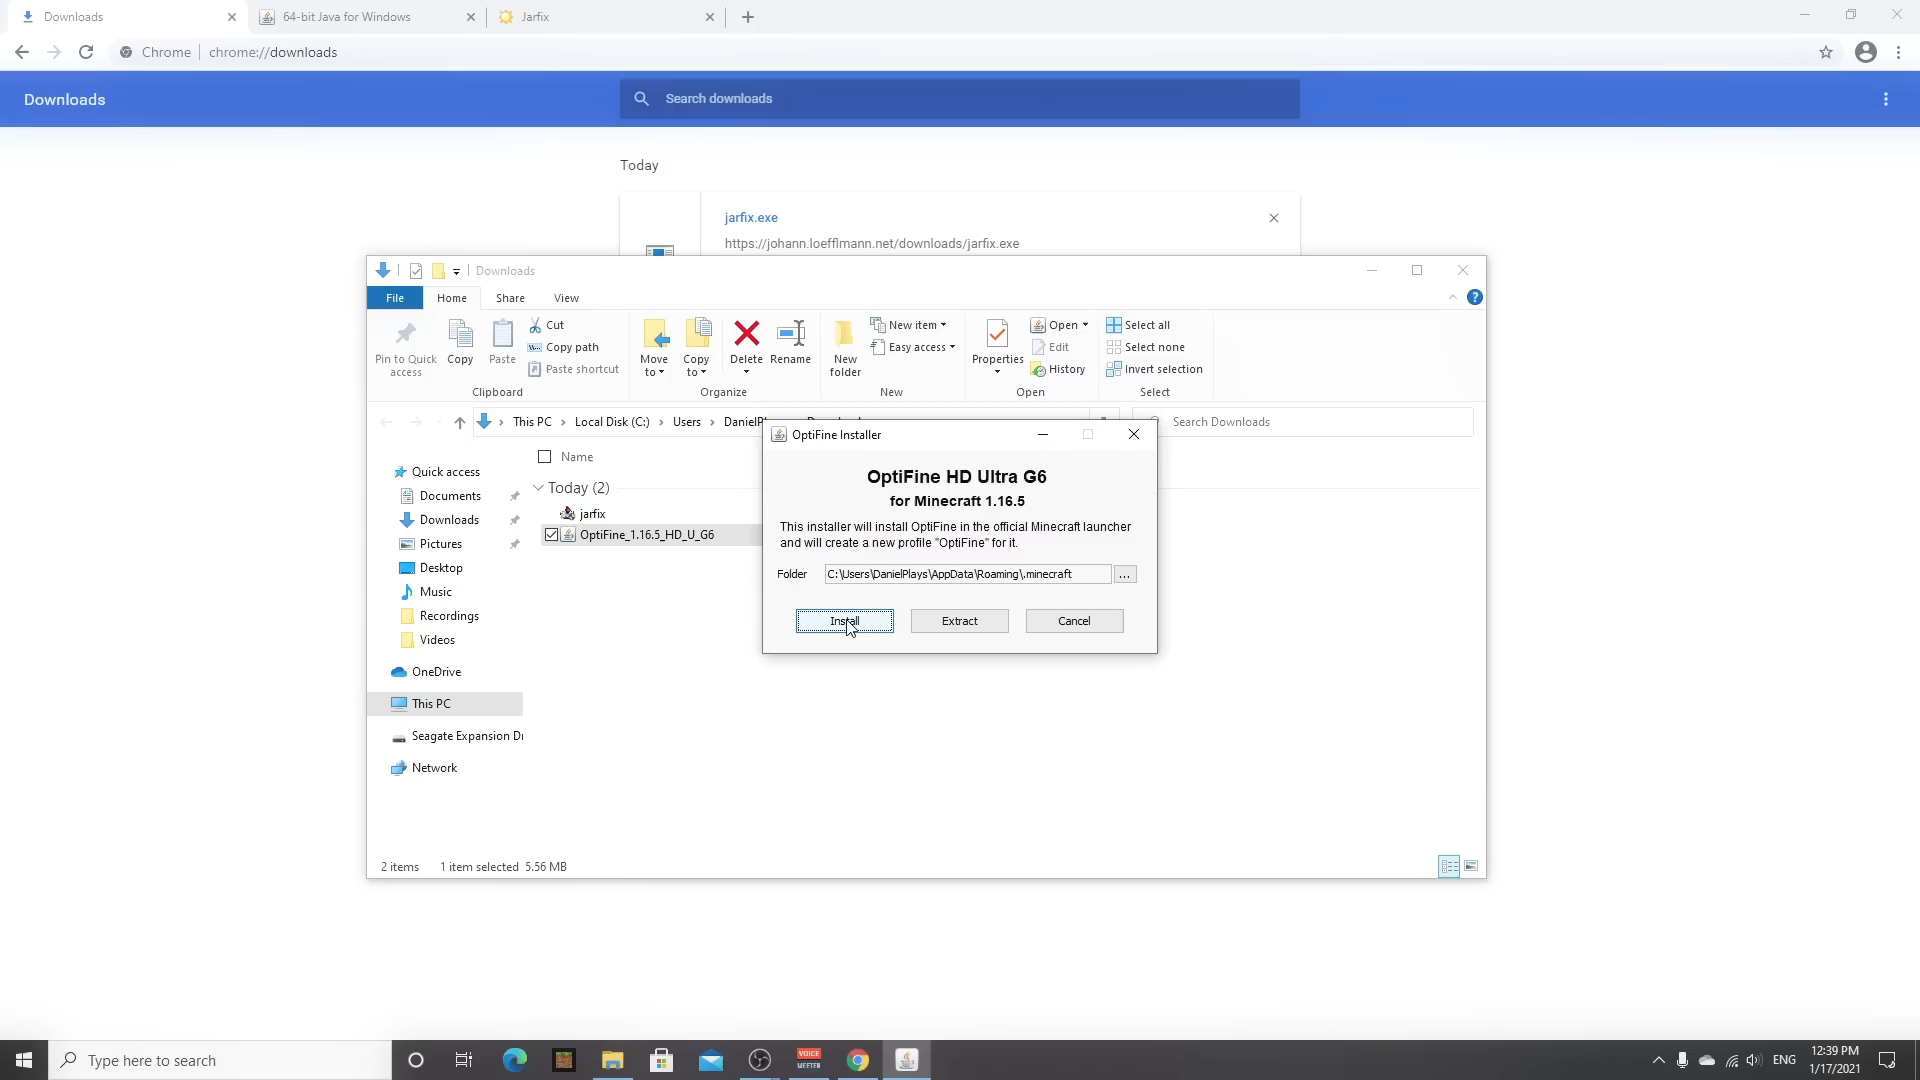 Downloads
64-bit Java for Windows
Jarfix
Chrome
chrome://downloads
Downloads
Search downloads
Today
jarfix.exe
https://johann.loefflmann.net/downloads/jarfix.exe
Downloads
File
Home
Share
View
Pin to Quick access
Copy
Paste
Cut
Copy path
Paste shortcut
Clipboard
Move to
Copy to
Delete
Rename
Organize
New folder
New item
Easy access
New
Properties
Open
Edit
History
Open
Select all
Select none
Invert selection
Select
This PC
Local Disk (C:)
Users
Search Downloads
Quick access
Documents
Downloads
Pictures
Desktop
Music
Recordings
Videos
OneDrive
This PC
Seagate Expansion
Network
Name
Today (2)
jarfix
OptiFine_1.16.5_HD_U_G6
OptiFine Installer
OptiFine HD Ultra G6
for Minecraft 1.16.5
This installer will install OptiFine in the official Minecraft launcher
and will create a new profile "OptiFine" for it.
Folder
C:\Users\DanielPlays\AppData\Roaming\.minecraft
...
Install
Extract
Cancel
2 items
1 item selected 5.56 MB
Type here to search
VOICE
MEETER
ENG
12:39 PM
1/17/2021